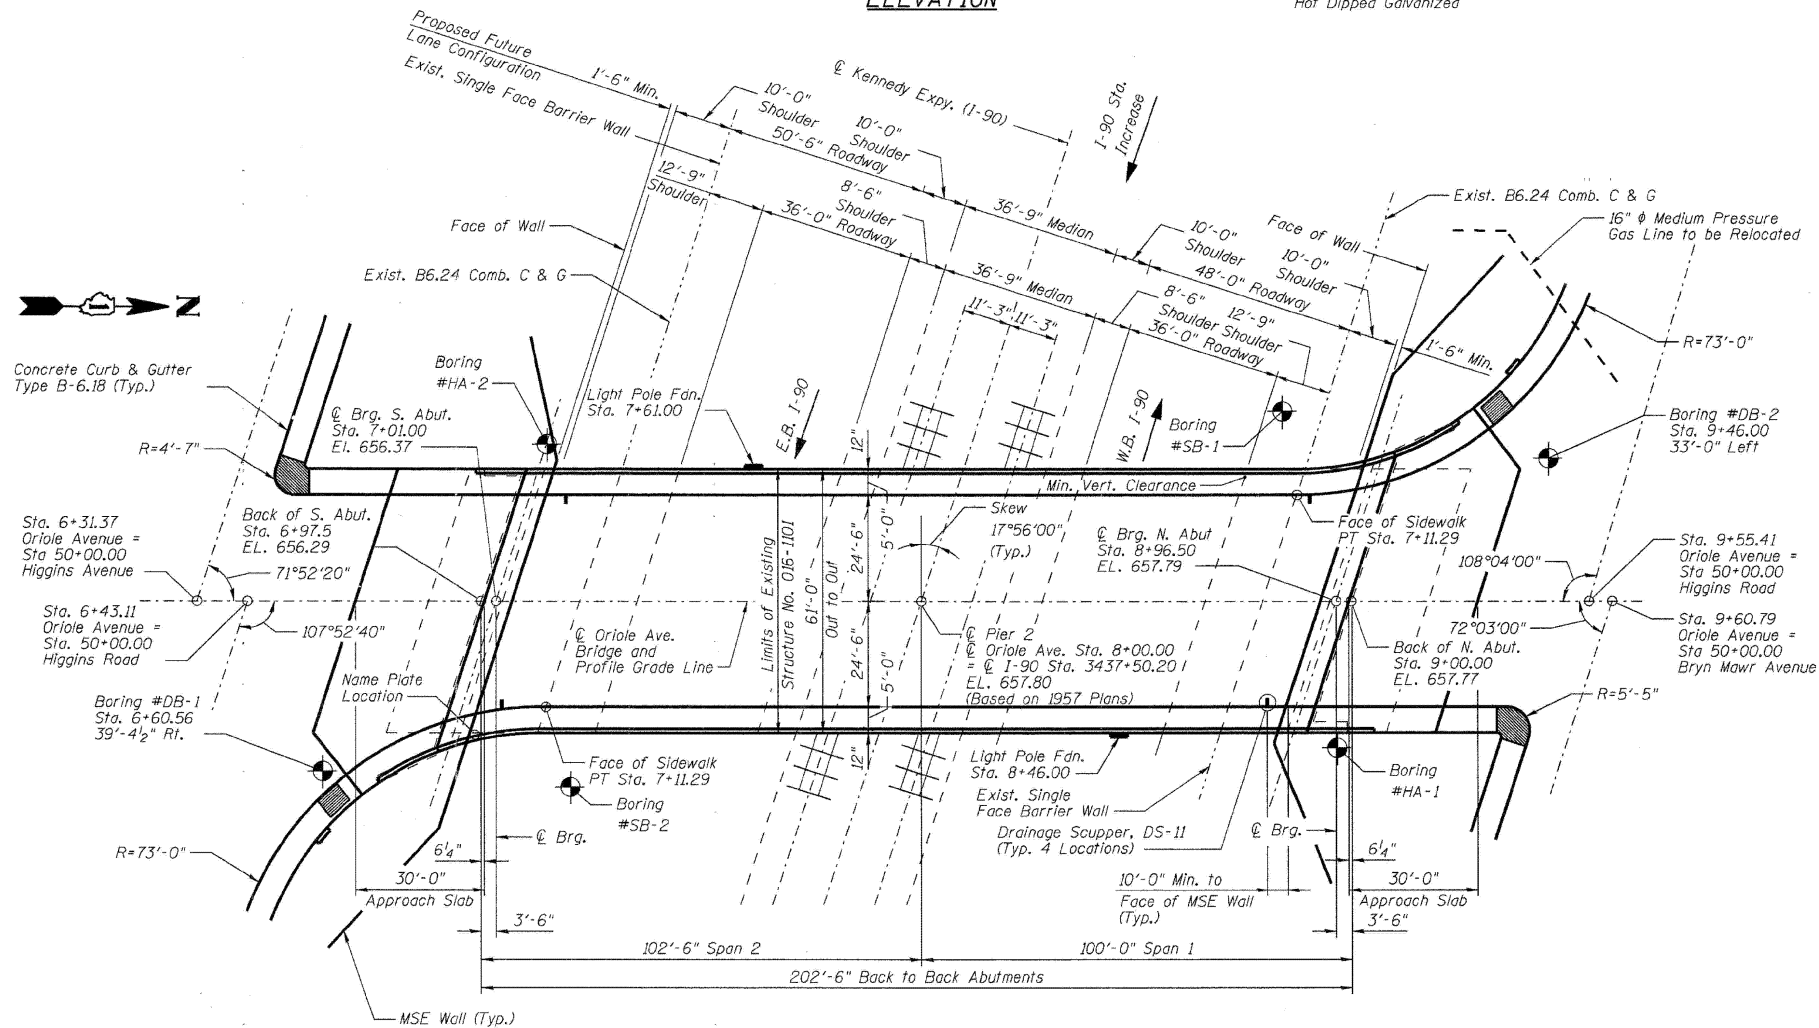 ELEVATION
Hot Dipped Galvanized
Proposed Future
Lane Configuration
Exist. Single Face Barrier Wall
1'-6" Min.
10'-0"
Shoulder
50'-6" Roadway
10'-0"
Shoulder
℄ Kennedy Expy. (I-90)
I-90 Sta.
Increase
12'-9"
Shoulder
36'-0" Roadway
8'-6"
Shoulder
36'-9" Median
10'-0"
Shoulder
48'-0" Roadway
10'-0"
Shoulder
Face of Wall
Exist. B6.24 Comb. C & G
16" ϕ Medium Pressure
Gas Line to be Relocated
Face of Wall
Exist. B6.24 Comb. C & G
36'-9" Median
11'-3"
11'-3"
8'-6"
Shoulder
12'-9"
Shoulder
36'-0" Roadway
1'-6" Min.
R=73'-0"
N
Concrete Curb & Gutter
Type B-6.18 (Typ.)
Boring
#HA-2
Light Pole Fdn.
Sta. 7+61.00
E.B. I-90
W.B. I-90
Boring
#SB-1
Boring #DB-2
Sta. 9+46.00
33'-0" Left
℄ Brg. S. Abut.
Sta. 7+01.00
EL. 656.37
R=4'-7"
12"
Min. Vert. Clearance
Sta. 6+31.37
Oriole Avenue =
Sta 50+00.00
Higgins Avenue
Back of S. Abut.
Sta. 6+97.5
EL. 656.29
71°52'20"
Limits of Existing
Structure No. 016-1101
61'-0"
Out to Out
24'-6"
5'-0"
Skew
17°56'00"
(Typ.)
℄ Brg. N. Abut
Sta. 8+96.50
EL. 657.79
Face of Sidewalk
PT Sta. 7+11.29
108°04'00"
Sta. 9+55.41
Oriole Avenue =
Sta 50+00.00
Higgins Road
Sta. 6+43.11
Oriole Avenue =
Sta. 50+00.00
Higgins Road
107°52'40"
℄ Oriole Ave.
Bridge and
Profile Grade Line
24'-6"
5'-0"
℄ Pier 2
℄ Oriole Ave. Sta. 8+00.00
= ℄ I-90 Sta. 3437+50.20
EL. 657.80
(Based on 1957 Plans)
72°03'00"
Back of N. Abut.
Sta. 9+00.00
EL. 657.77
Sta. 9+60.79
Oriole Avenue =
Sta 50+00.00
Bryn Mawr Avenue
Name Plate
Location
R=5'-5"
Boring #DB-1
Sta. 6+60.56
39'-4½" Rt.
Face of Sidewalk
PT Sta. 7+11.29
12"
Light Pole Fdn.
Sta. 8+46.00
Boring
#HA-1
Boring
#SB-2
Exist. Single
Face Barrier Wall
Drainage Scupper, DS-11
(Typ. 4 Locations)
℄ Brg.
℄ Brg.
R=73'-0"
6¼"
6¼"
30'-0"
Approach Slab
10'-0" Min. to
Face of MSE Wall
(Typ.)
30'-0"
Approach Slab
3'-6"
3'-6"
102'-6" Span 2
100'-0" Span 1
202'-6" Back to Back Abutments
MSE Wall (Typ.)